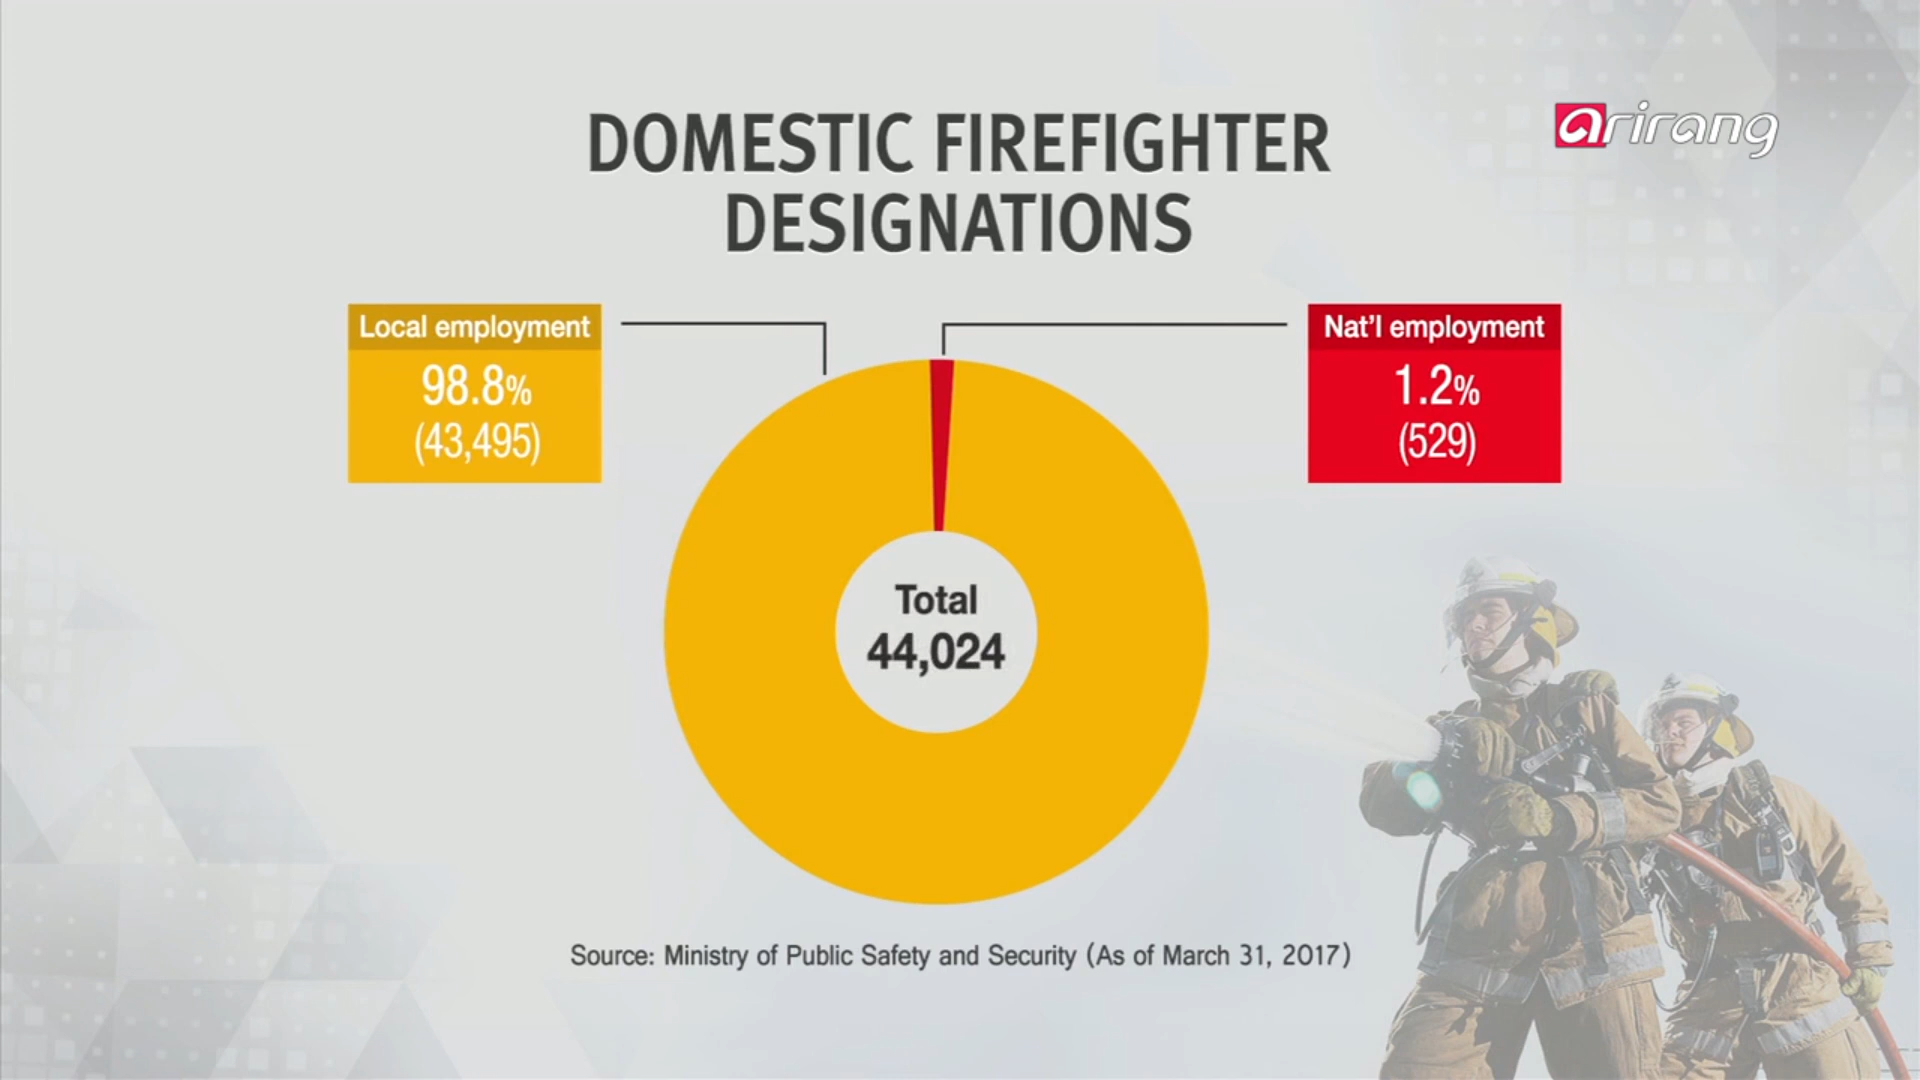 arirang
DOMESTIC FIREFIGHTER
DESIGNATIONS
Local employment
98.8%
(43,495)
Nat'l employment
1.2%
(529)
Total
44,024
Source: Ministry of Public Safety and Security (As of March 31, 2017)